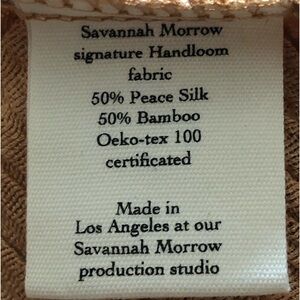 Savannah Morrow
signature Handloom
fabric
50% Peace Silk
50% Bamboo
Oeko-tex 100
certificated
Made in
Los Angeles at our
Savannah Morrow
production studio